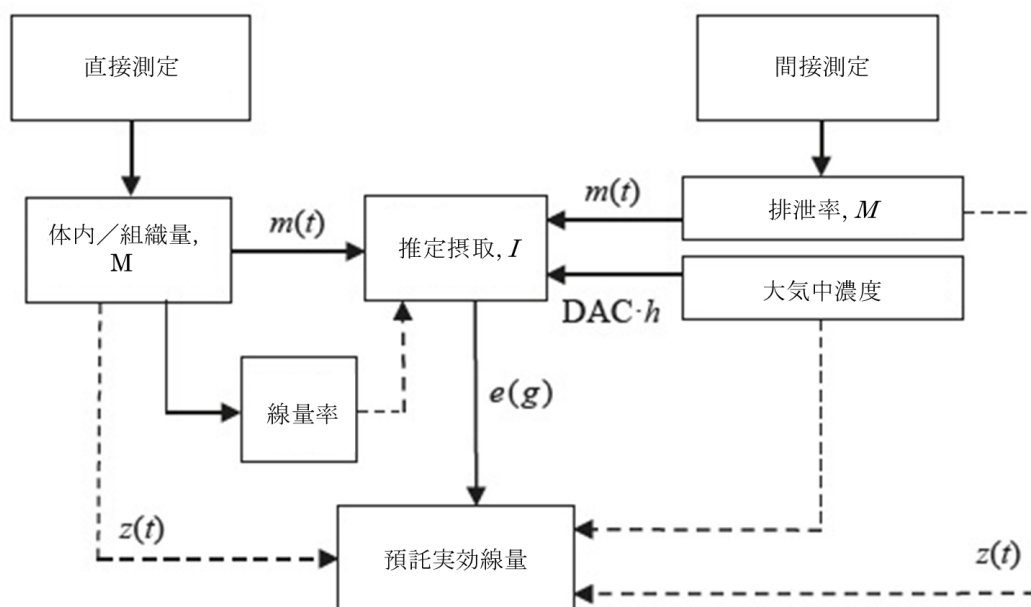 直接測定
間接測定
体内／組織量,
M
m(t)
推定摂取, I
m(t)
排泄率, M
大気中濃度
DAC·h
線量率
e(g)
z(t)
預託実効線量
z(t)